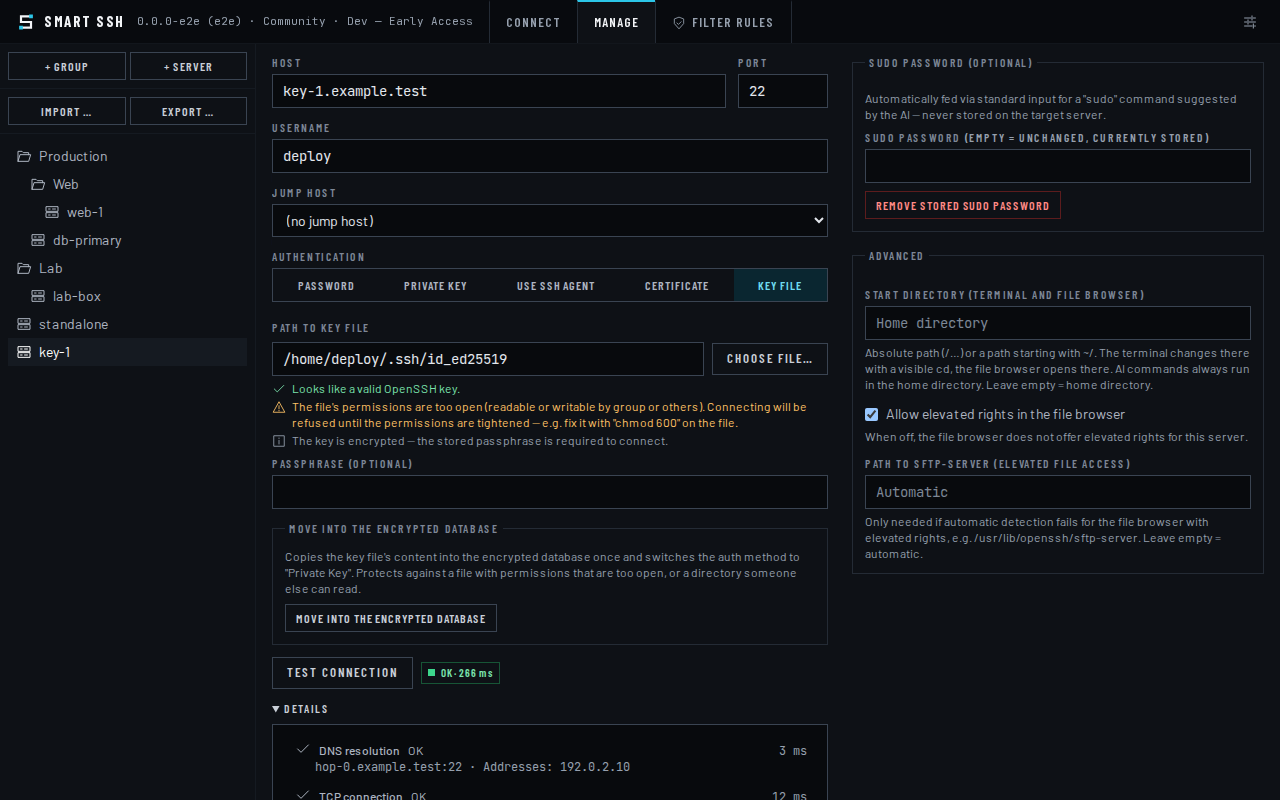 SMART SSH 0.0.0-e2e (e2e) · Community · Dev — Early Access
CONNECT
MANAGE
FILTER RULES
+ GROUP
+ SERVER
IMPORT ...
EXPORT ...
Production
Web
web-1
db-primary
Lab
lab-box
standalone
key-1
HOST
key-1.example.test
PORT
22
USERNAME
deploy
JUMP HOST
(no jump host)
AUTHENTICATION
PASSWORD
PRIVATE KEY
USE SSH AGENT
CERTIFICATE
KEY FILE
PATH TO KEY FILE
/home/deploy/.ssh/id_ed25519
CHOOSE FILE...
Looks like a valid OpenSSH key.
The file's permissions are too open (readable or writable by group or others). Connecting will be
refused until the permissions are tightened — e.g. fix it with "chmod 600" on the file.
The key is encrypted — the stored passphrase is required to connect.
PASSPHRASE (OPTIONAL)
MOVE INTO THE ENCRYPTED DATABASE
Copies the key file's content into the encrypted database once and switches the auth method to
"Private Key". Protects against a file with permissions that are too open, or a directory someone
else can read.
MOVE INTO THE ENCRYPTED DATABASE
TEST CONNECTION
OK · 266 ms
DETAILS
DNS resolution OK
3 ms
hop-0.example.test:22 · Addresses: 192.0.2.10
TCP connection OK
12 ms
SUDO PASSWORD (OPTIONAL)
Automatically fed via standard input for a "sudo" command suggested
by the AI — never stored on the target server.
SUDO PASSWORD (EMPTY = UNCHANGED, CURRENTLY STORED)
REMOVE STORED SUDO PASSWORD
ADVANCED
START DIRECTORY (TERMINAL AND FILE BROWSER)
Home directory
Absolute path (/...) or a path starting with ~/. The terminal changes there
with a visible cd, the file browser opens there. AI commands always run
in the home directory. Leave empty = home directory.
Allow elevated rights in the file browser
When off, the file browser does not offer elevated rights for this server.
PATH TO SFTP-SERVER (ELEVATED FILE ACCESS)
Automatic
Only needed if automatic detection fails for the file browser with
elevated rights, e.g. /usr/lib/openssh/sftp-server. Leave empty =
automatic.